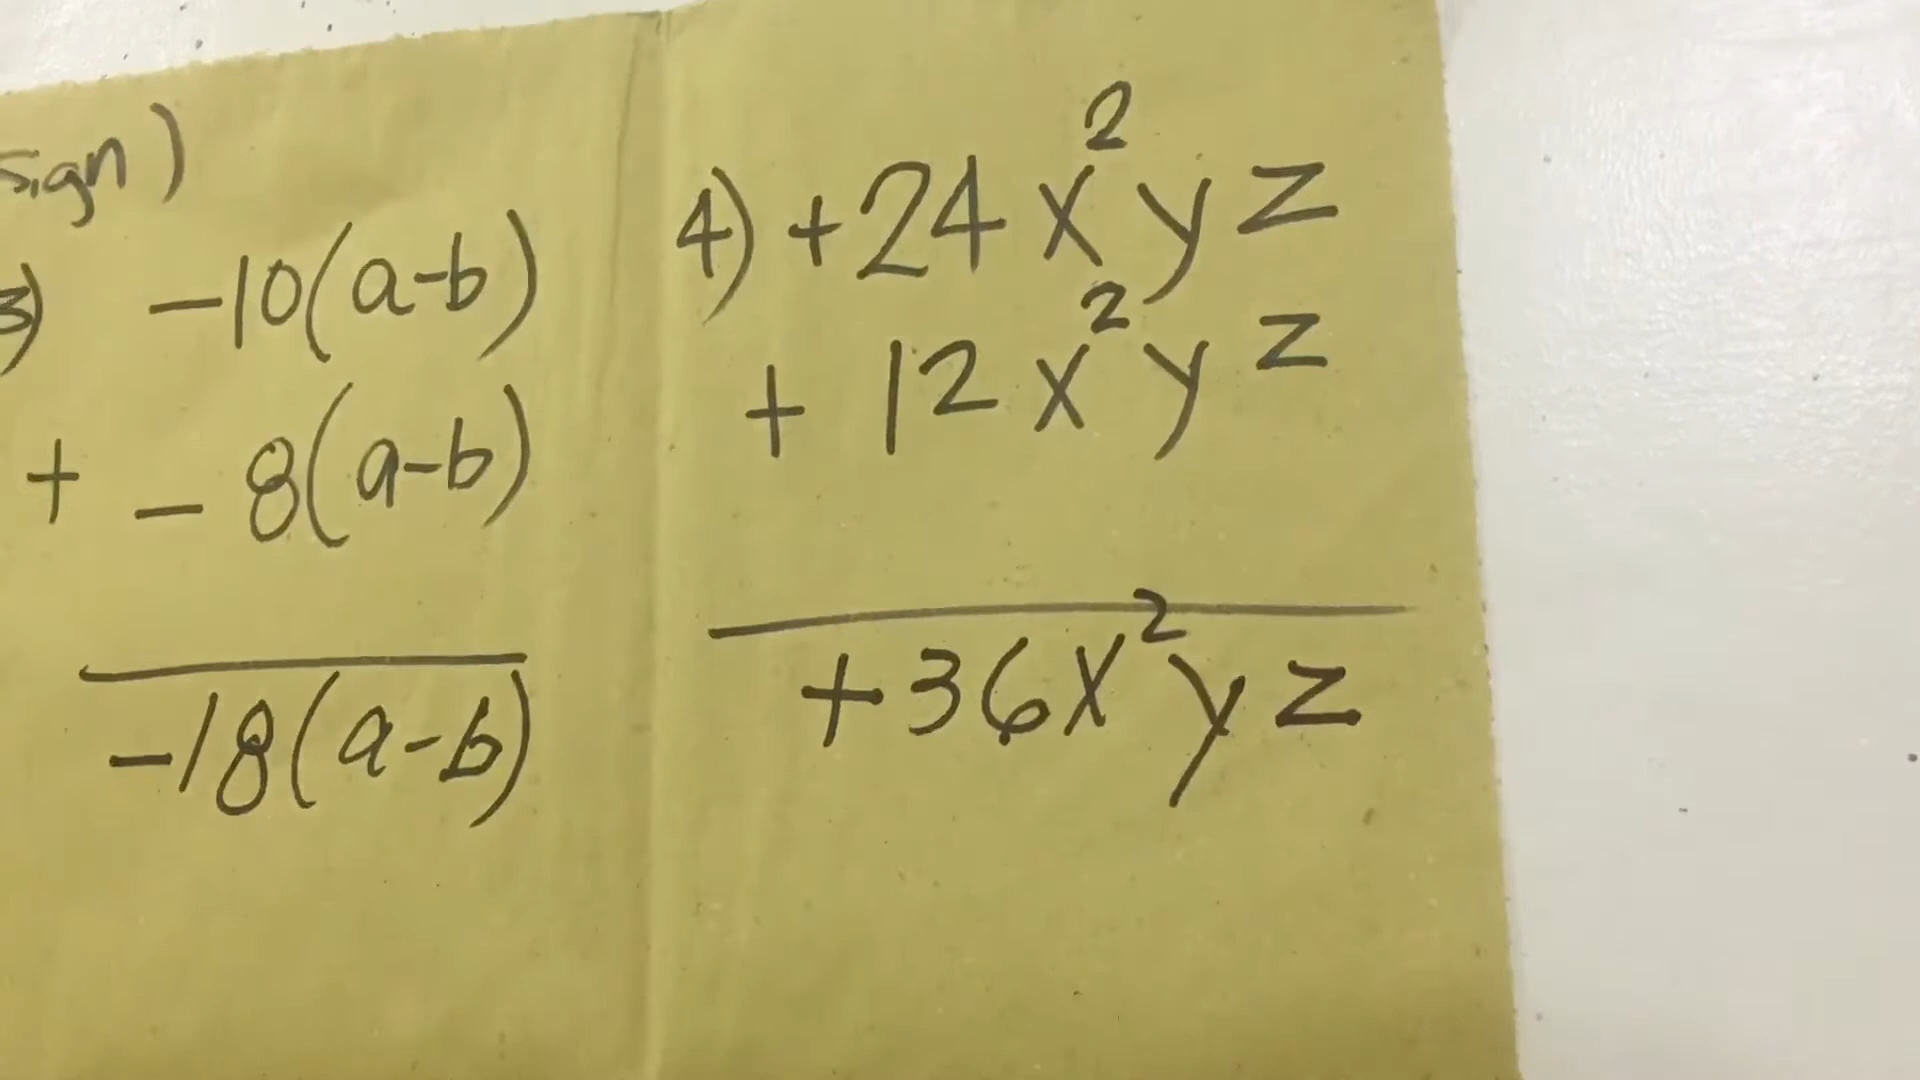 sign)
3) -10(a-b)
+ - 8(a-b)
-18(a-b)
4) +24x²yz
+ 12x²yz
+36x²yz